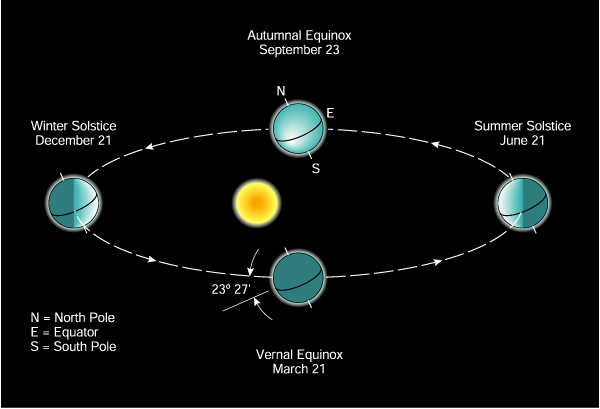 Autumnal Equinox
September 23
N
E
S
Winter Solstice
December 21
Summer Solstice
June 21
23° 27'
N = North Pole
E = Equator
S = South Pole
Vernal Equinox
March 21